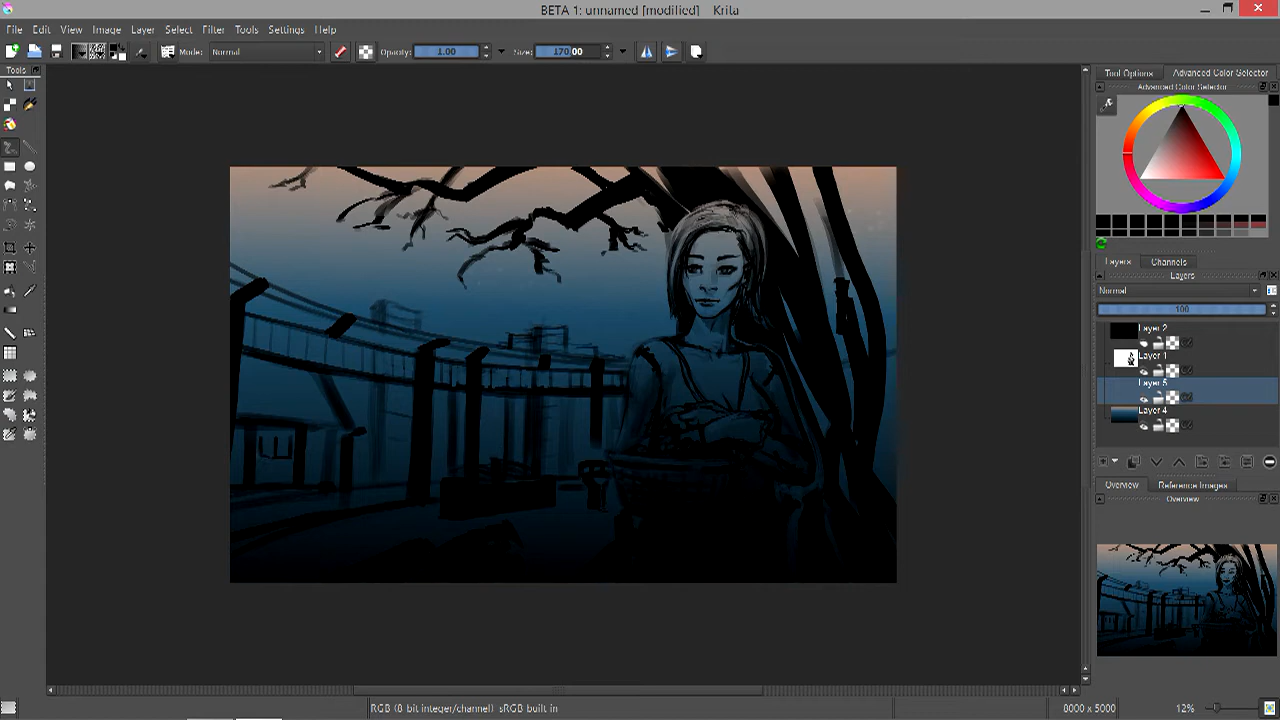 BETA 1: unnamed [modified] - Krita
File Edit View Image Layer Select Filter Tools Settings Help
Mode: Normal Opacity: 1.00 Size: 170.00
Tools
Tool Options Advanced Color Selector
Advanced Color Selector
Layers Channels
Layers
Normal
100
Layer 2
Layer 1
Layer 5
Layer 4
Overview Reference Images
Overview
RGB (8 bit integer/channel) sRGB built in 8000 x 5000 12%